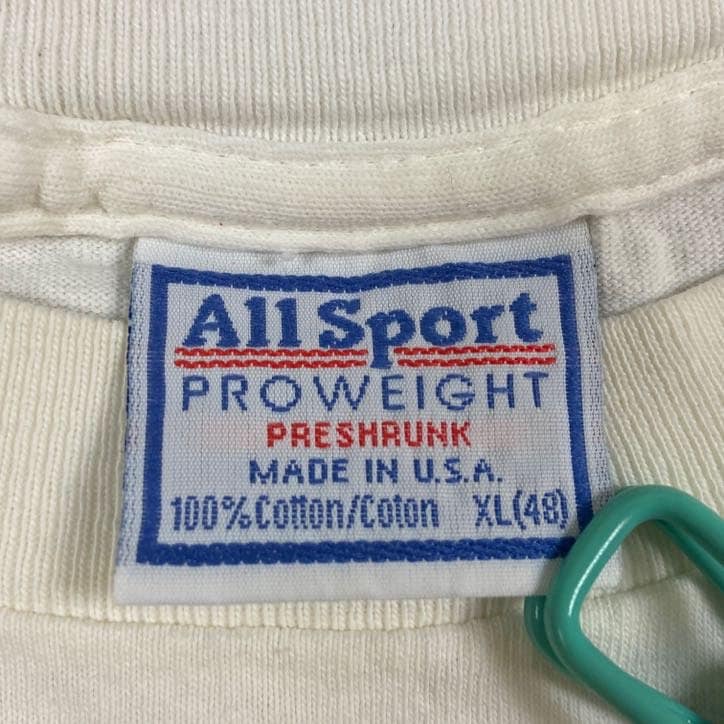 All Sport
PROWEIGHT
PRESHRUNK
MADE IN U.S.A.
100% Cotton/Coton XL(48)